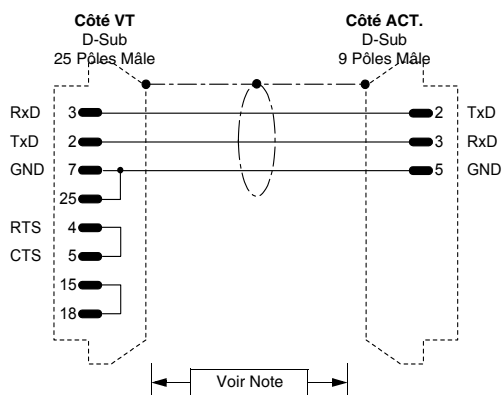 Côté VT
D-Sub
25 Pôles Mâle
Côté ACT.
D-Sub
9 Pôles Mâle
RxD 3 2 TxD
TxD 2 3 RxD
GND 7 5 GND
25
RTS 4
CTS 5
15
18
Voir Note